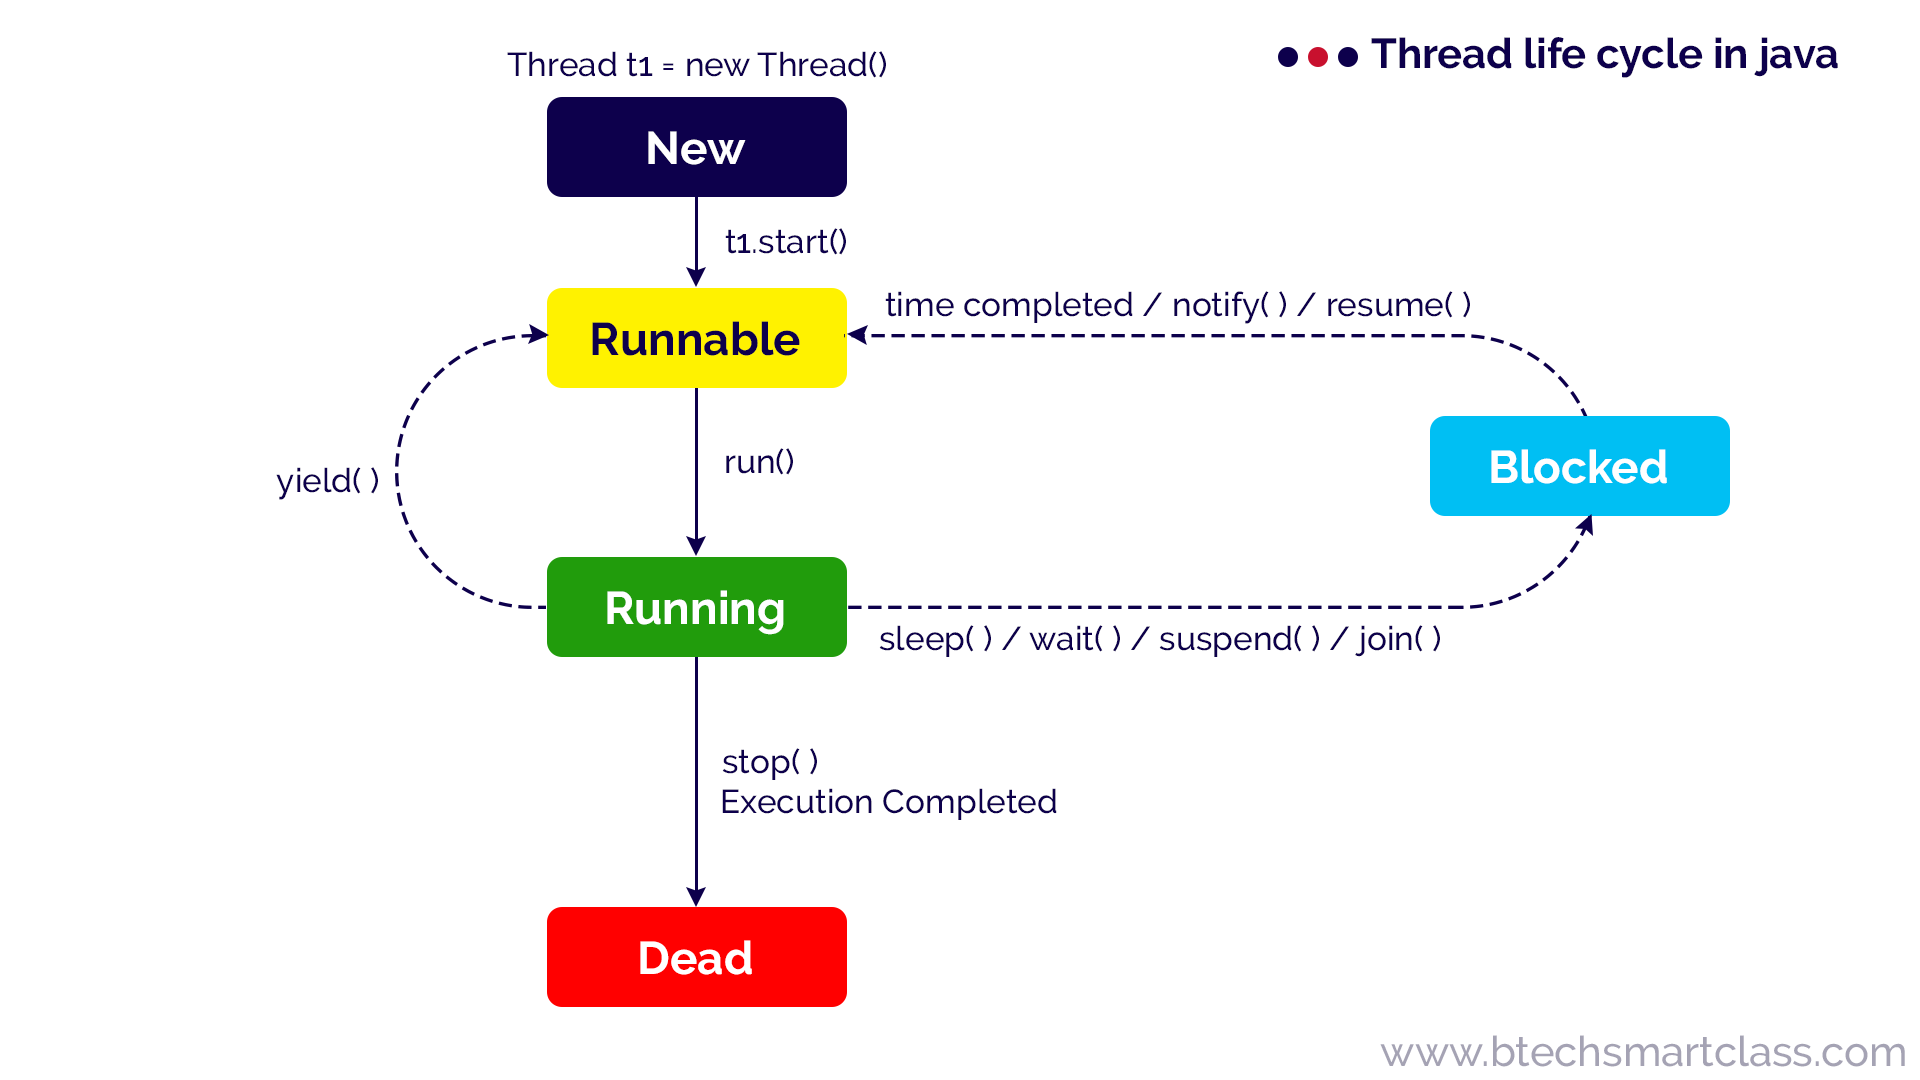 Thread life cycle in java
Thread t1 = new Thread()
New
t1.start()
time completed / notify( ) / resume( )
Runnable
run()
yield( )
Blocked
Running
sleep( ) / wait( ) / suspend( ) / join( )
stop( )
Execution Completed
Dead
www.btechsmartclass.com